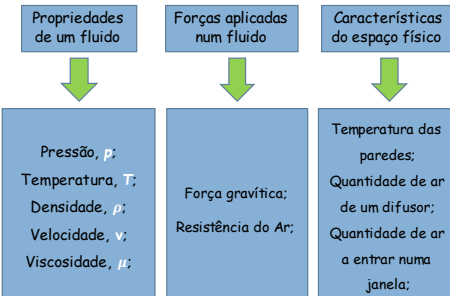 Propriedades
de um fluido
Forças aplicadas
num fluido
Características
do espaço físico
Pressão, p;
Temperatura, T;
Densidade, ρ;
Velocidade, v;
Viscosidade, μ;
Força gravítica;
Resistência do Ar;
Temperatura das
paredes;
Quantidade de ar
de um difusor;
Quantidade de ar
a entrar numa
janela;